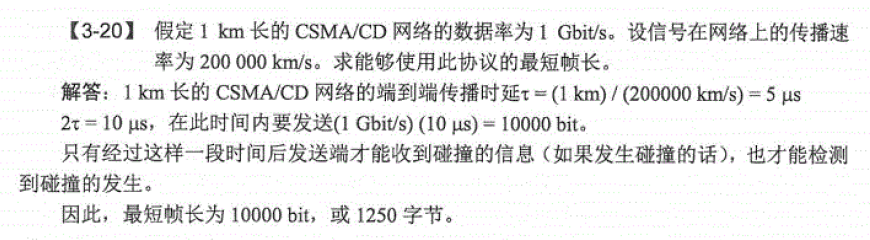 【3-20】 假定 1 km 长的 CSMA/CD 网络的数据率为 1 Gbit/s。设信号在网络上的传播速
率为 200 000 km/s。求能够使用此协议的最短帧长。
解答：1 km 长的 CSMA/CD 网络的端到端传播时延τ = (1 km) / (200000 km/s) = 5 μs
2τ = 10 μs，在此时间内要发送(1 Gbit/s) (10 μs) = 10000 bit。
只有经过这样一段时间后发送端才能收到碰撞的信息（如果发生碰撞的话），也才能检测
到碰撞的发生。
因此，最短帧长为 10000 bit，或 1250 字节。